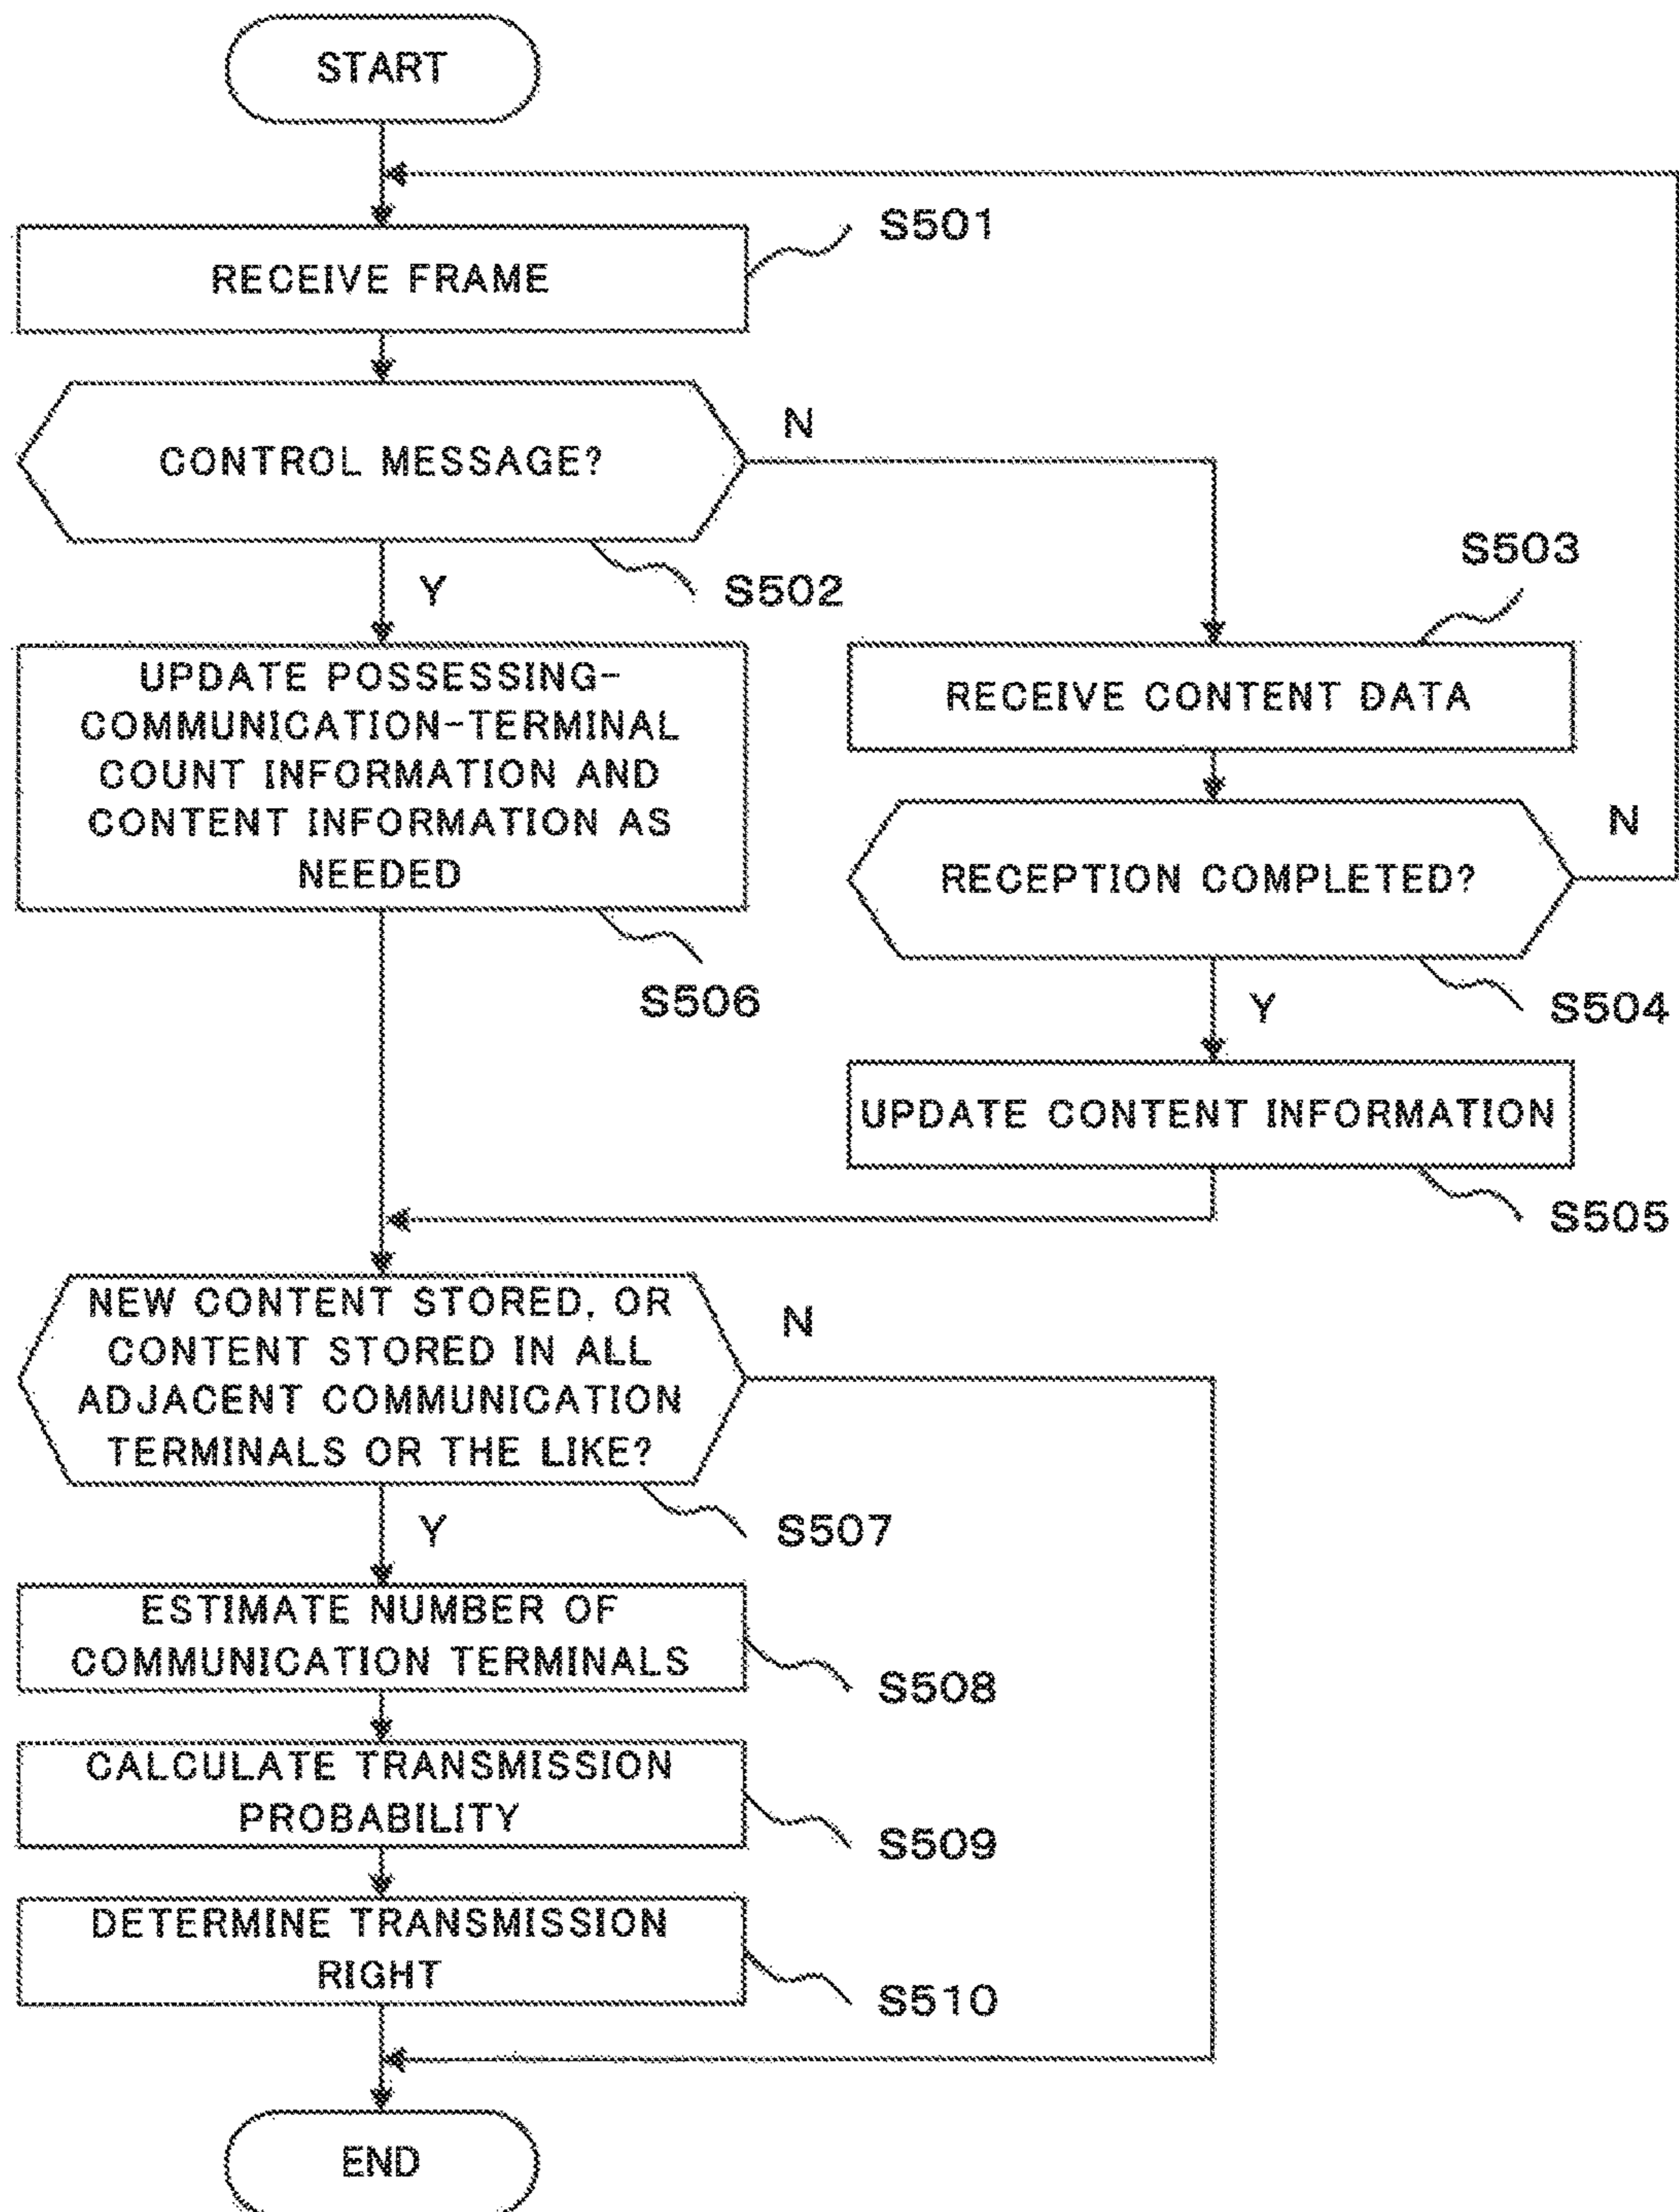 START
S501
RECEIVE FRAME
N
CONTROL MESSAGE?
S503
Y
S502
UPDATE POSSESSING-
COMMUNICATION-TERMINAL
COUNT INFORMATION AND
CONTENT INFORMATION AS
NEEDED
RECEIVE CONTENT DATA
N
RECEPTION COMPLETED?
S506
Y
S504
UPDATE CONTENT INFORMATION
S505
NEW CONTENT STORED, OR
CONTENT STORED IN ALL
ADJACENT COMMUNICATION
TERMINALS OR THE LIKE?
N
Y
S507
ESTIMATE NUMBER OF
COMMUNICATION TERMINALS
S508
CALCULATE TRANSMISSION
PROBABILITY
S509
DETERMINE TRANSMISSION
RIGHT
S510
END